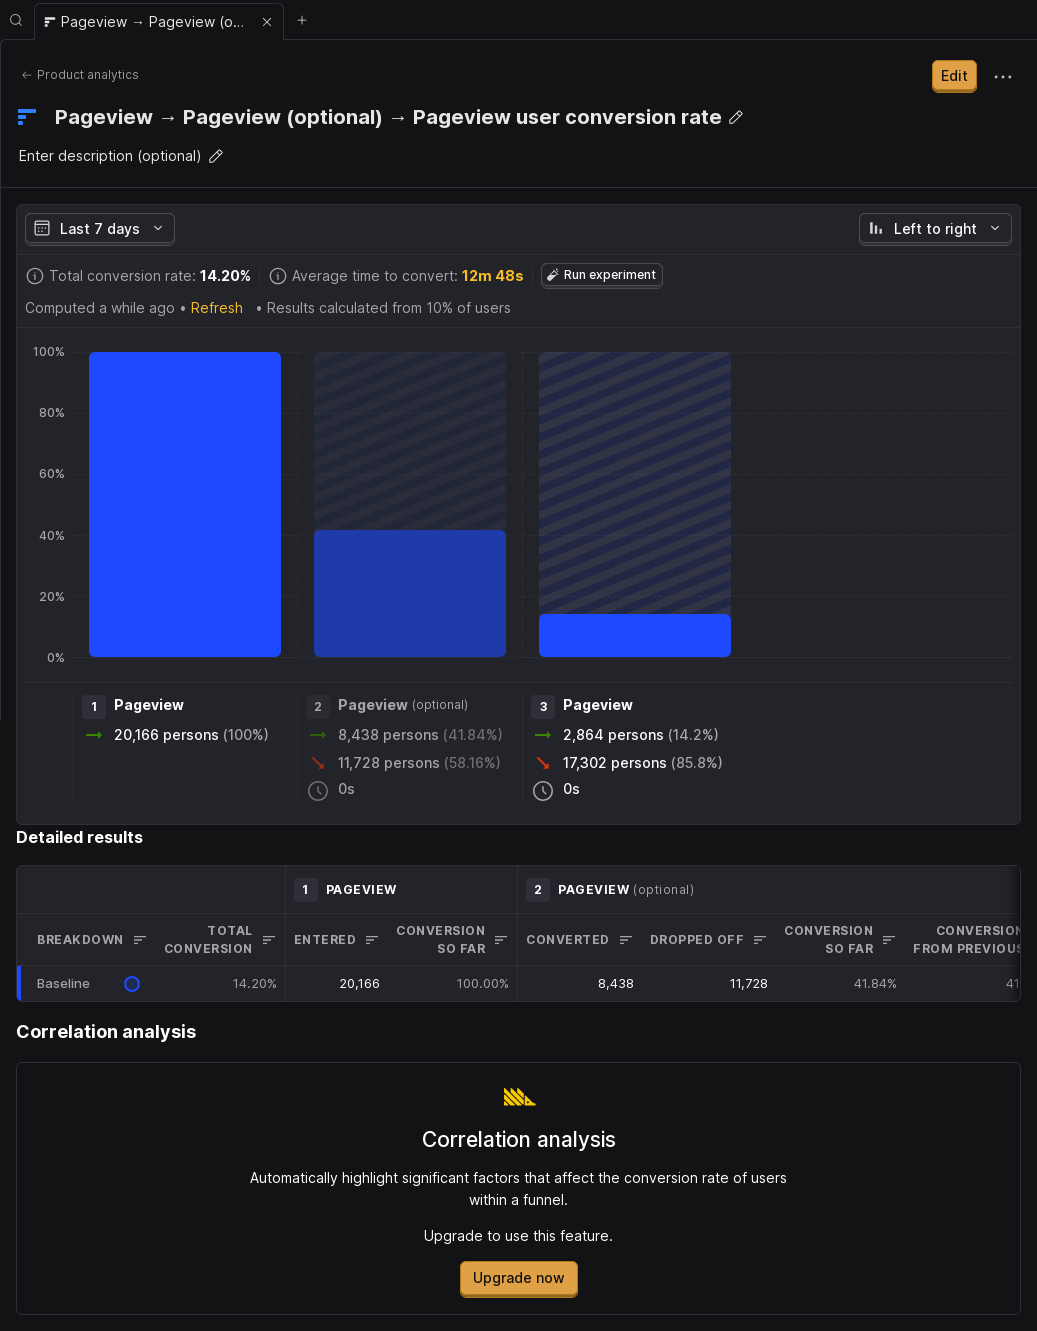 Pageview → Pageview (o...
Product analytics
Edit
Pageview → Pageview (optional) → Pageview user conversion rate
Enter description (optional)
Last 7 days
Left to right
Total conversion rate: 14.20%
Average time to convert: 12m 48s
Run experiment
Computed a while ago • Refresh • Results calculated from 10% of users
100%
80%
60%
40%
20%
0%
1 Pageview
20,166 persons (100%)
2 Pageview (optional)
8,438 persons (41.84%)
11,728 persons (58.16%)
0s
3 Pageview
2,864 persons (14.2%)
17,302 persons (85.8%)
0s
Detailed results
1 PAGEVIEW
2 PAGEVIEW (optional)
BREAKDOWN
TOTAL
CONVERSION
ENTERED
CONVERSION
SO FAR
CONVERTED
DROPPED OFF
CONVERSION
SO FAR
CONVERSION
FROM PREVIOUS
Baseline 14.20% 20,166 100.00% 8,438 11,728 41.84% 41
Correlation analysis
Correlation analysis
Automatically highlight significant factors that affect the conversion rate of users
within a funnel.
Upgrade to use this feature.
Upgrade now